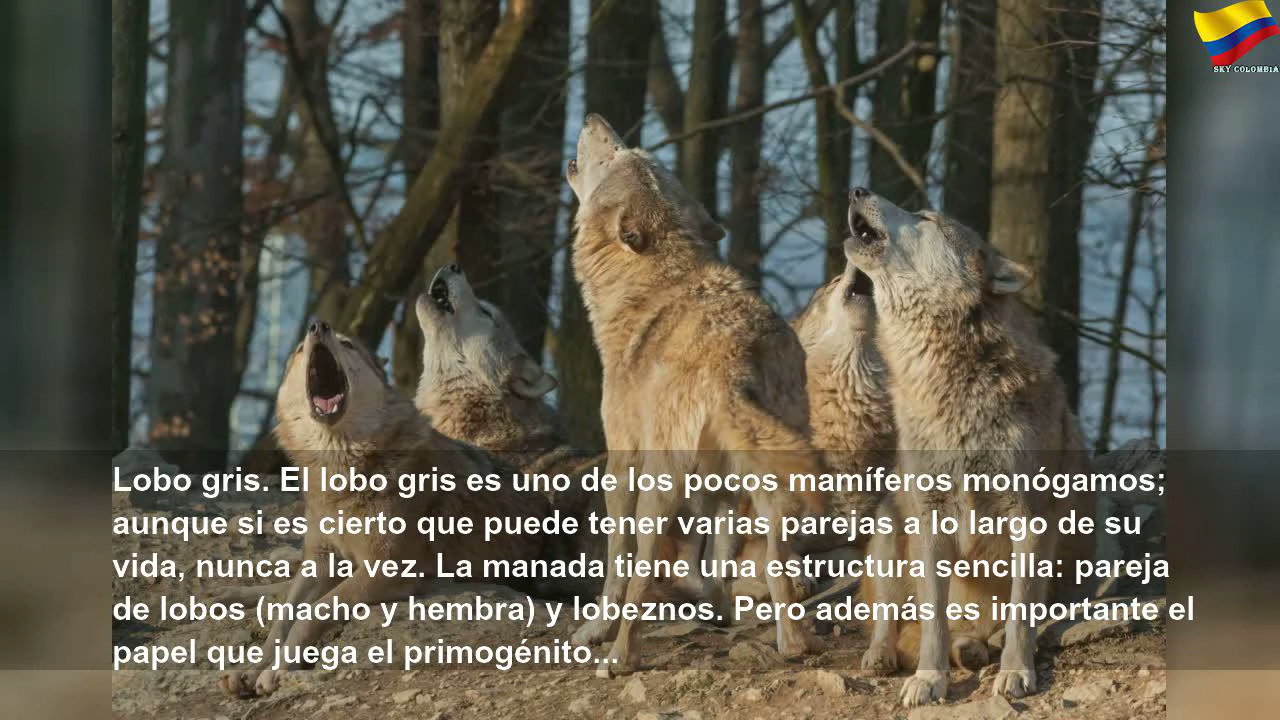 SKY COLOMBIA
Lobo gris. El lobo gris es uno de los pocos mamíferos monógamos;
aunque si es cierto que puede tener varias parejas a lo largo de su
vida, nunca a la vez. La manada tiene una estructura sencilla: pareja
de lobos (macho y hembra) y lobeznos. Pero además es importante el
papel que juega el primogénito...